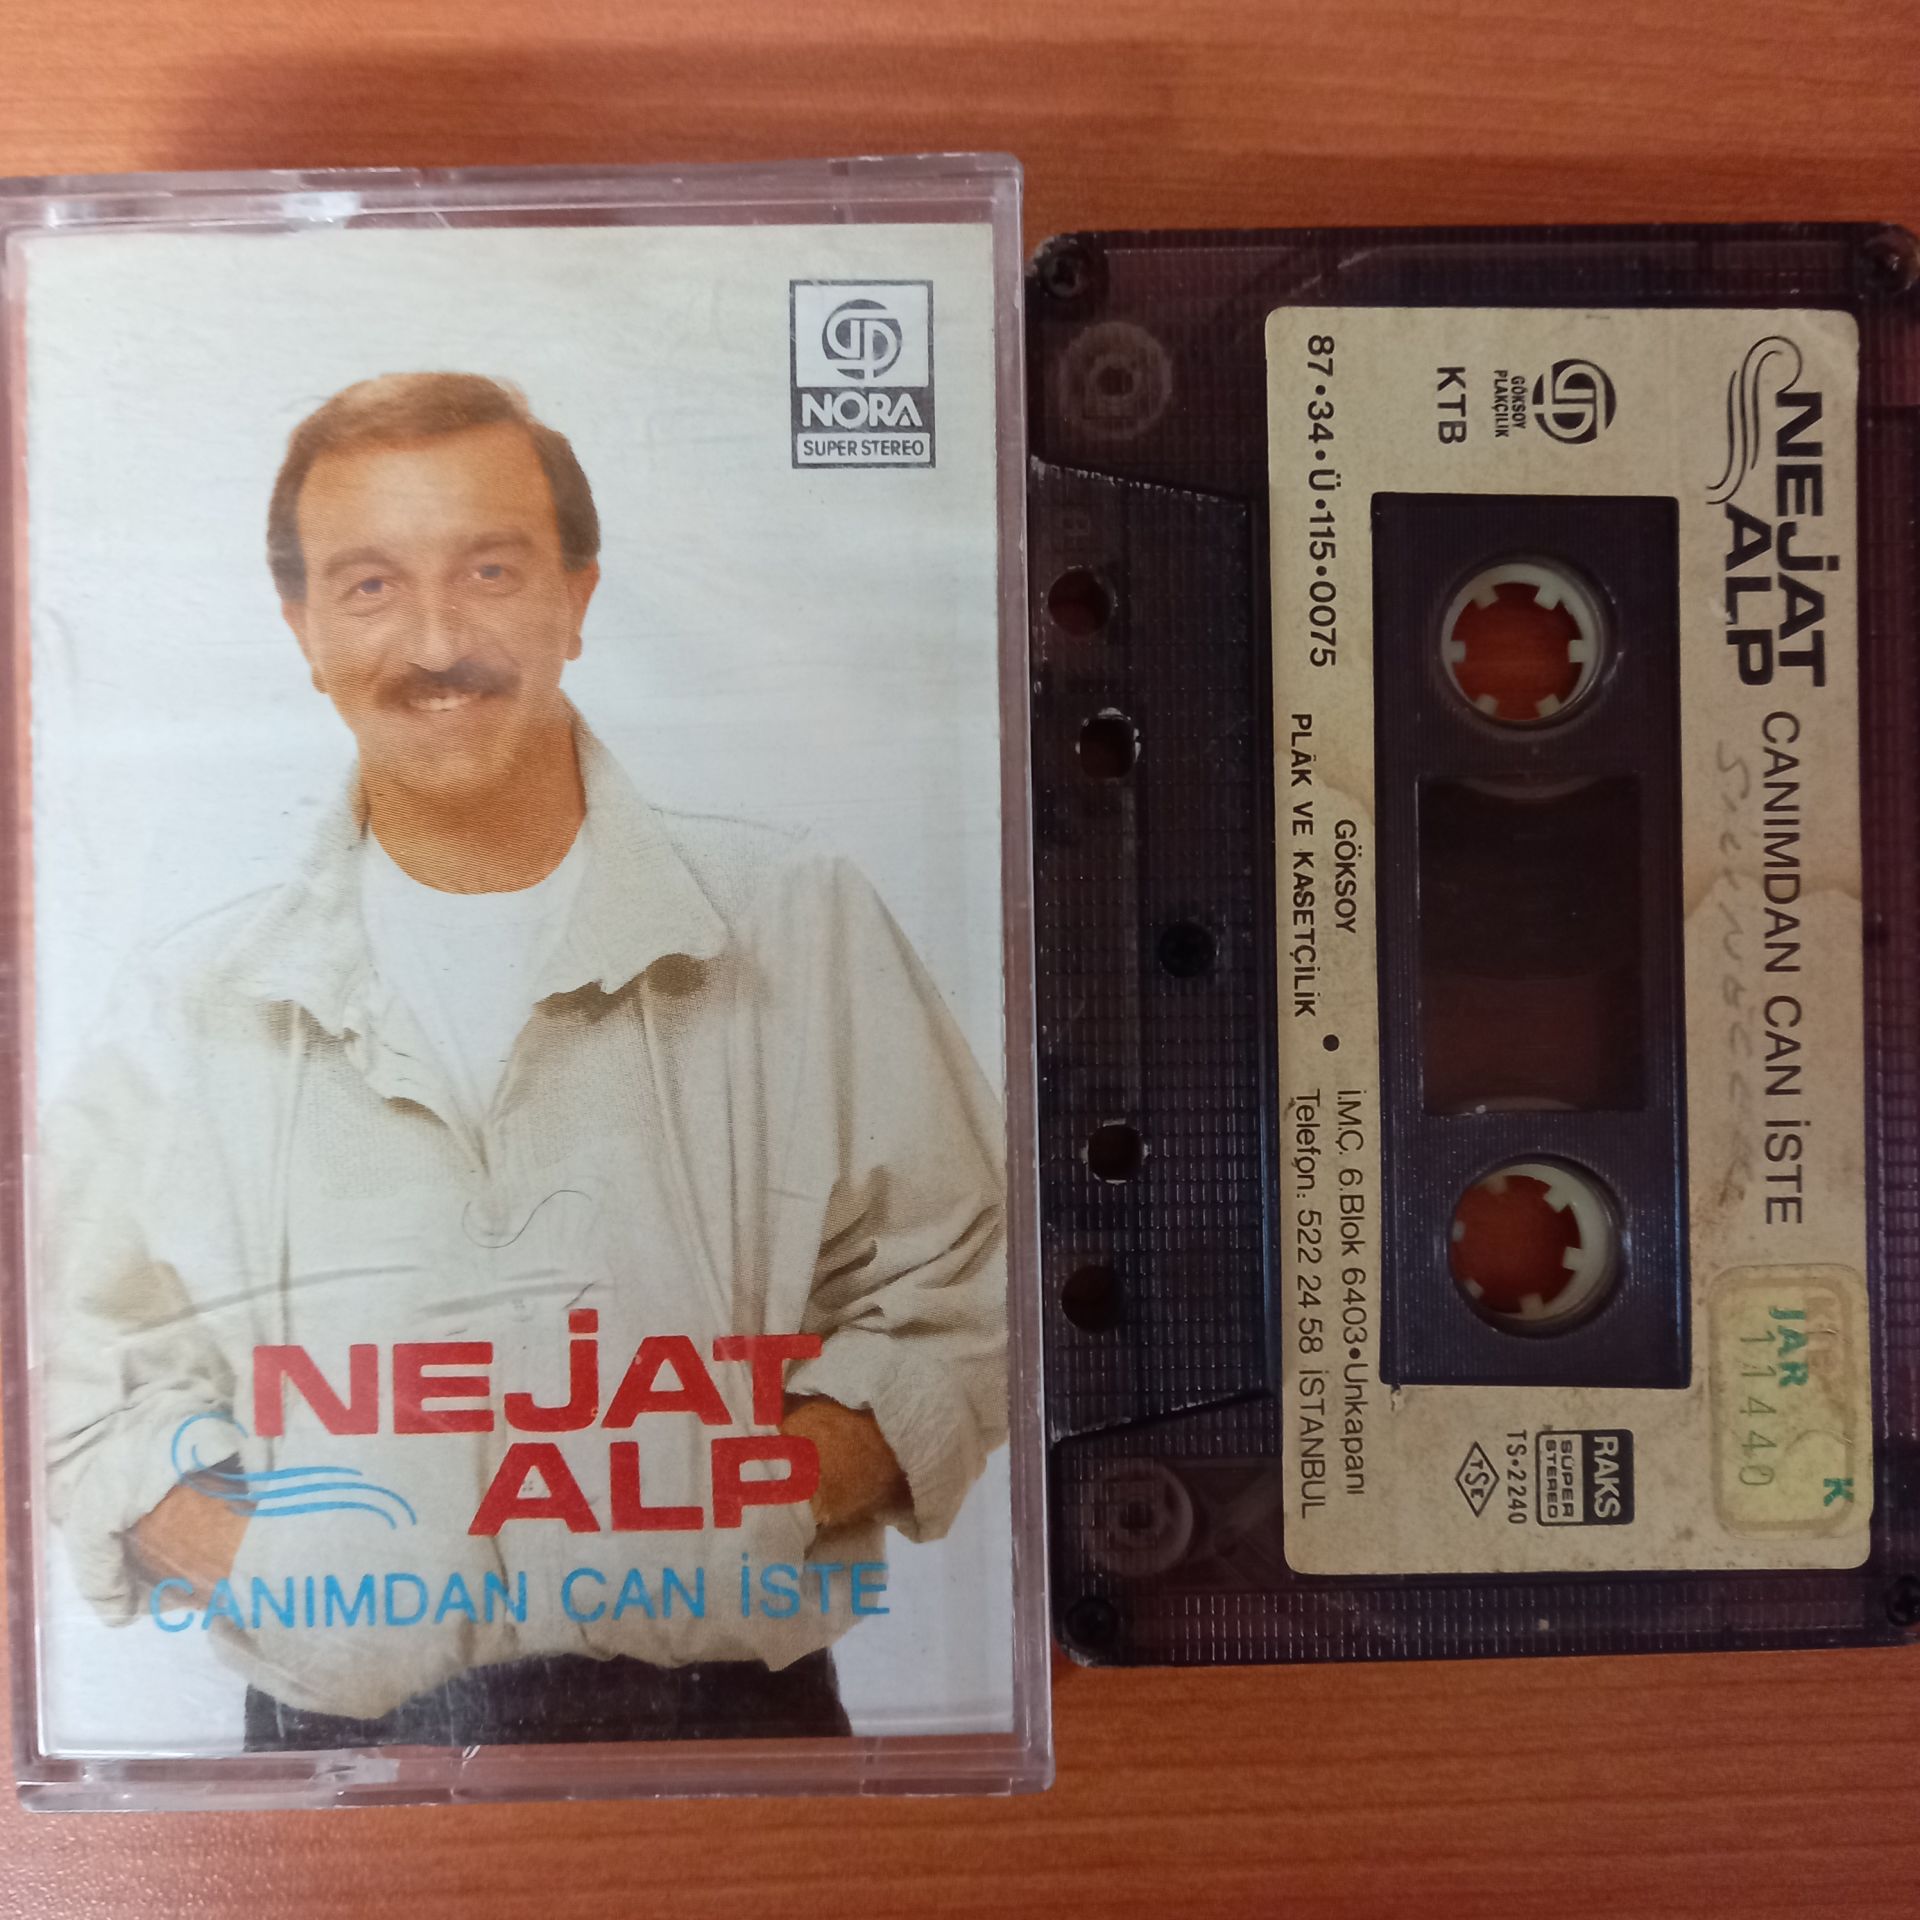 NORA
SUPER STEREO
NEJAT
ALP
CANIMDAN CAN İSTE
NEJAT
ALP
CANIMDAN CAN İSTE
GÖKSOY
PLAKÇILIK
KTB
87•34•Ü•115•0075
GÖKSOY
PLÂK VE KASETÇİLİK
•
İ.M.Ç. 6.Blok 6403•Unkapanı
Telefon: 522 24 58 İSTANBUL
RAKS
SÜPER
STEREO
TS•2240
TSE
JAR K
11440